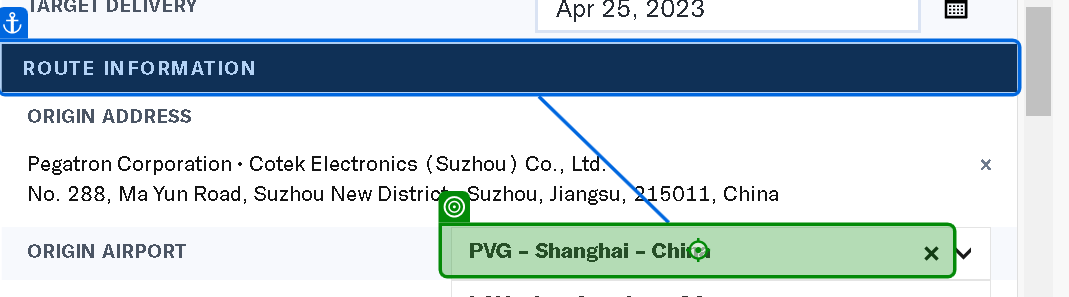 TARGET DELIVERY
Apr 25, 2023
ROUTE INFORMATION
ORIGIN ADDRESS
Pegatron Corporation • Cotek Electronics (Suzhou) Co., Ltd.
No. 288, Ma Yun Road, Suzhou New District, Suzhou, Jiangsu, 215011, China
ORIGIN AIRPORT
PVG – Shanghai – China